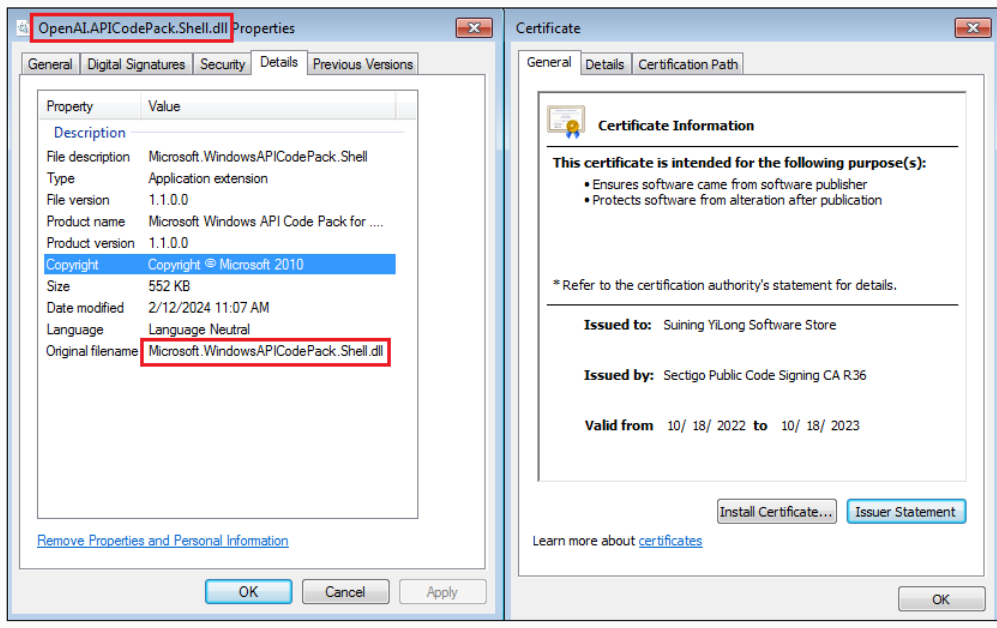 OpenAI.APICodePack.Shell.dll Properties
General Digital Signatures Security Details Previous Versions
Property Value
Description
File description Microsoft.WindowsAPICodePack.Shell
Type Application extension
File version 1.1.0.0
Product name Microsoft Windows API Code Pack for ....
Product version 1.1.0.0
Copyright Copyright © Microsoft 2010
Size 552 KB
Date modified 2/12/2024 11:07 AM
Language Language Neutral
Original filename Microsoft.WindowsAPICodePack.Shell.dll
Remove Properties and Personal Information
OK Cancel Apply
Certificate
General Details Certification Path
Certificate Information
This certificate is intended for the following purpose(s):
• Ensures software came from software publisher
• Protects software from alteration after publication
* Refer to the certification authority's statement for details.
Issued to: Suining YiLong Software Store
Issued by: Sectigo Public Code Signing CA R36
Valid from 10/ 18/ 2022 to 10/ 18/ 2023
Install Certificate... Issuer Statement
Learn more about certificates
OK